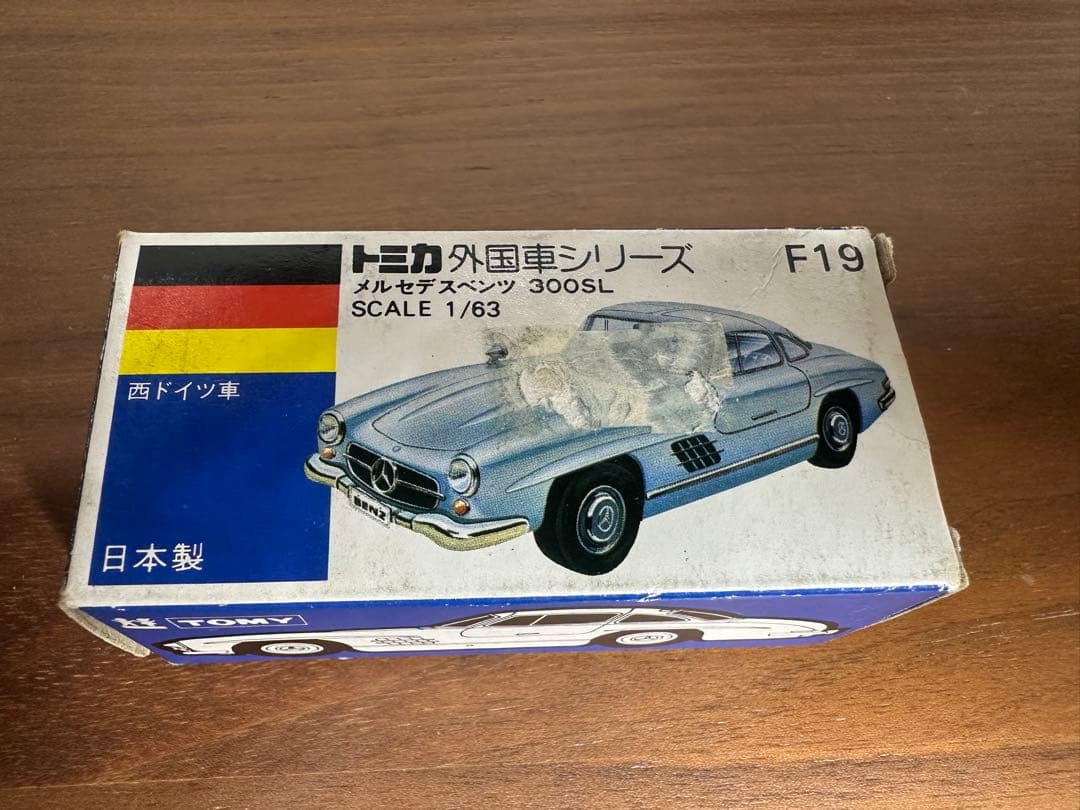 トミカ 外国車シリーズ F19
メルセデスベンツ 300SL
SCALE 1/63
西ドイツ車
BENZ
日本製
TOMY